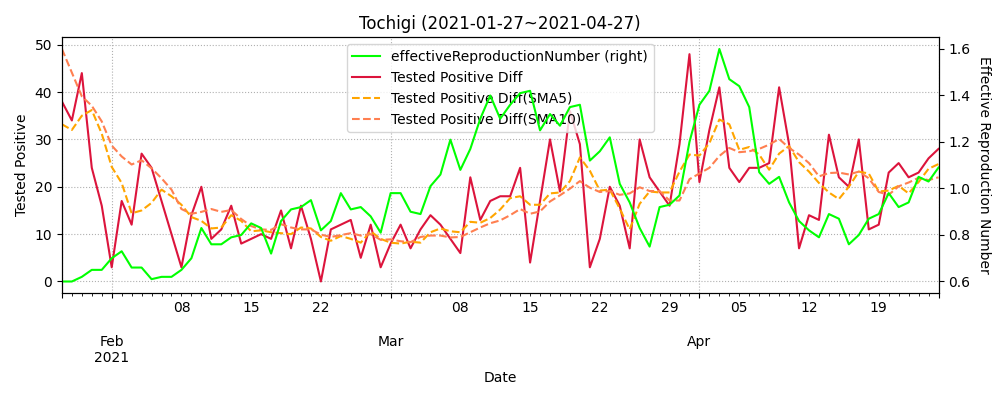 Tochigi (2021-01-27~2021-04-27)
effectiveReproductionNumber (right)
Tested Positive Diff
Tested Positive Diff(SMA5)
Tested Positive Diff(SMA10)
Tested Positive
50
40
30
20
10
0
Effective Reproduction Number
1.6
1.4
1.2
1.0
0.8
0.6
08 15 22 08 15 22 29 05 12 19
Feb Mar Apr
2021
Date